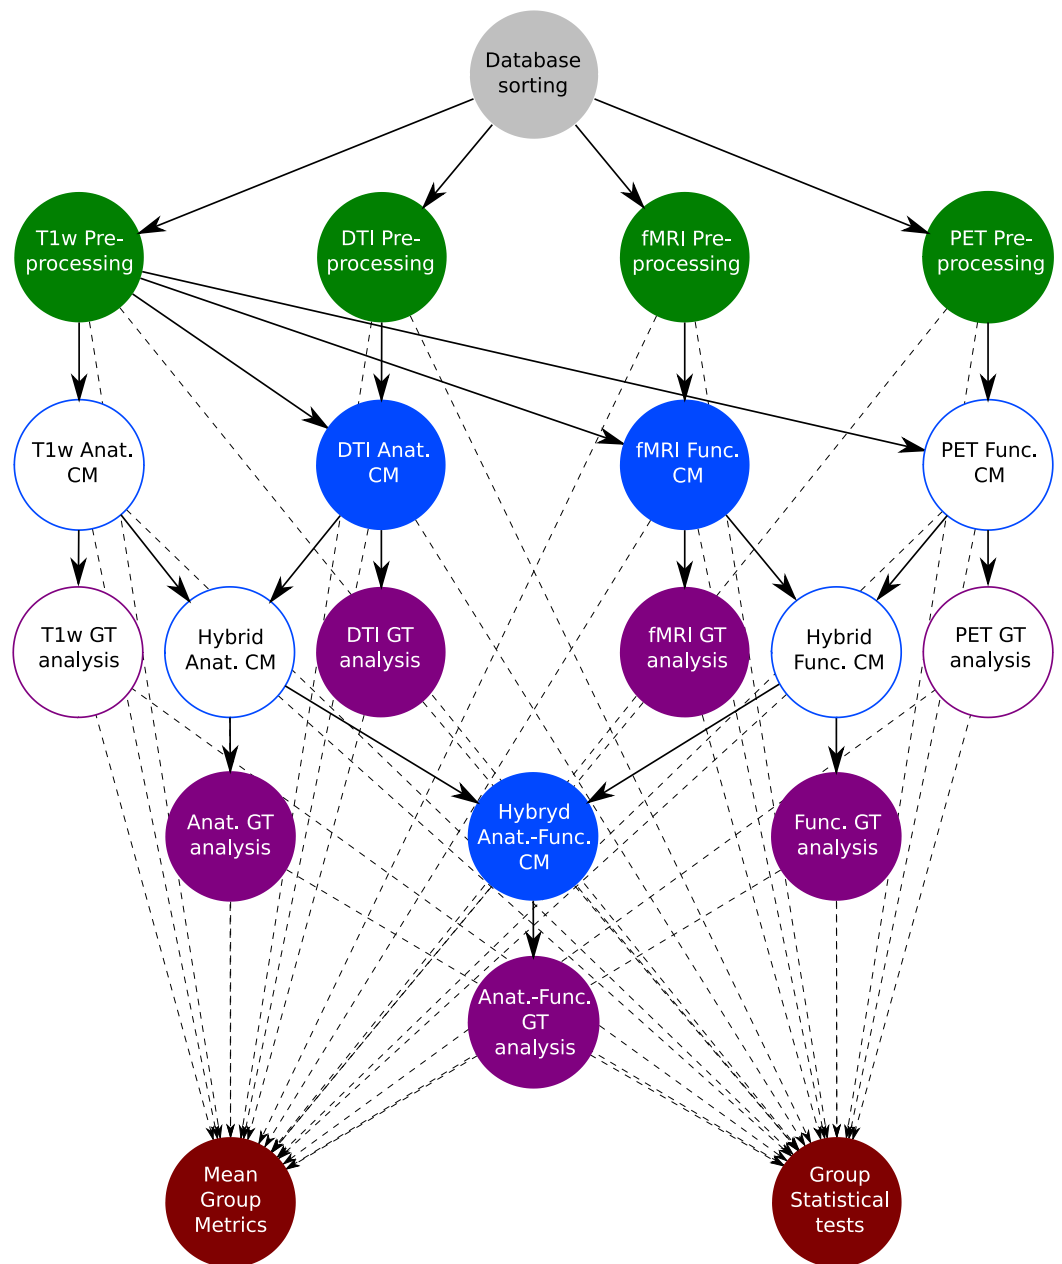 Database
sorting
T1w Pre-
processing
DTI Pre-
processing
fMRI Pre-
processing
PET Pre-
processing
T1w Anat.
CM
DTI Anat.
CM
fMRI Func.
CM
PET Func.
CM
T1w GT
analysis
Hybrid
Anat. CM
DTI GT
analysis
fMRI GT
analysis
Hybrid
Func. CM
PET GT
analysis
Anat. GT
analysis
Hybryd
Anat.-Func.
CM
Func. GT
analysis
Anat.-Func.
GT
analysis
Mean
Group
Metrics
Group
Statistical
tests